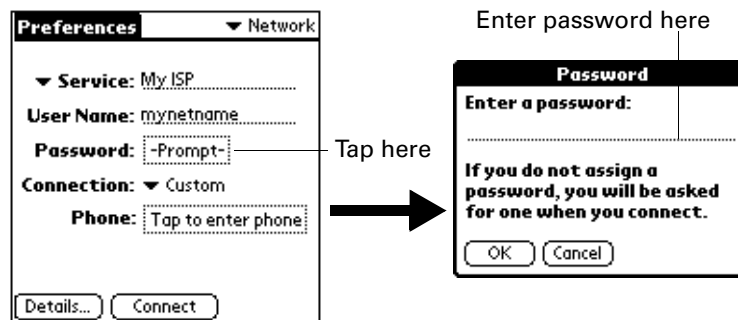 Preferences
Network
Service: My ISP
User Name: mynetname
Password: -Prompt-
Tap here
Connection: Custom
Phone: Tap to enter phone
Details... Connect
Enter password here
Password
Enter a password:
If you do not assign a
password, you will be asked
for one when you connect.
OK Cancel